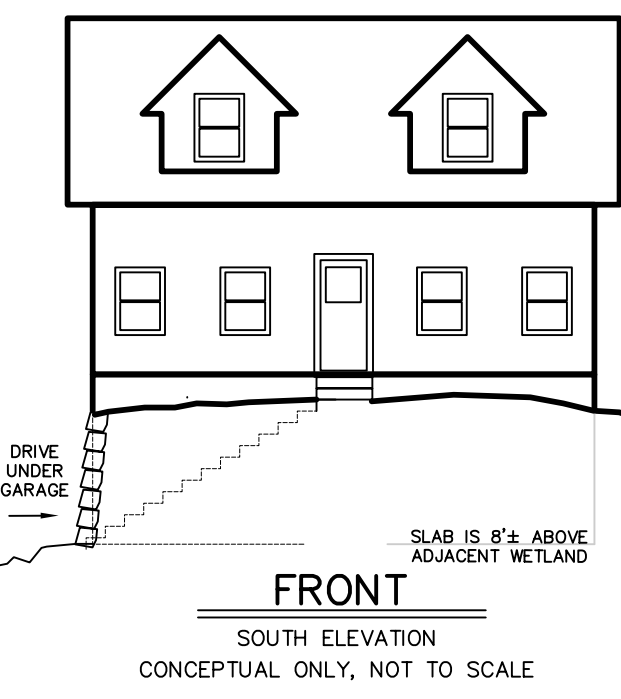 DRIVE
UNDER
GARAGE
SLAB IS 8'± ABOVE
ADJACENT WETLAND
FRONT
SOUTH ELEVATION
CONCEPTUAL ONLY, NOT TO SCALE